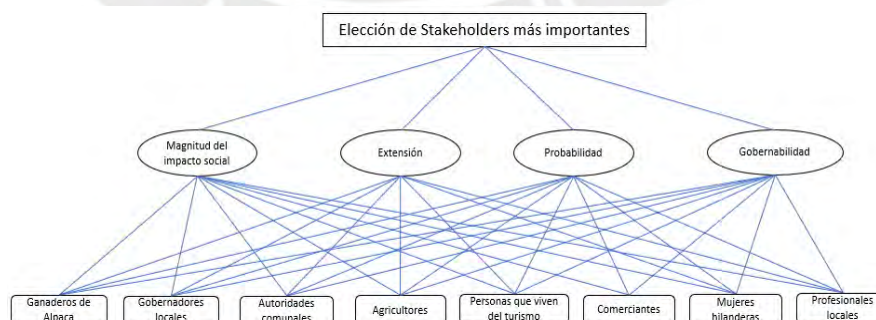 Elección de Stakeholders más importantes
Magnitud del
impacto social
Extensión
Probabilidad
Gobernabilidad
Ganaderos de
Alpaca
Gobernadores
locales
Autoridades
comunales
Agricultores
Personas que viven
del turismo
Comerciantes
Mujeres
hilanderas
Profesionales
locales